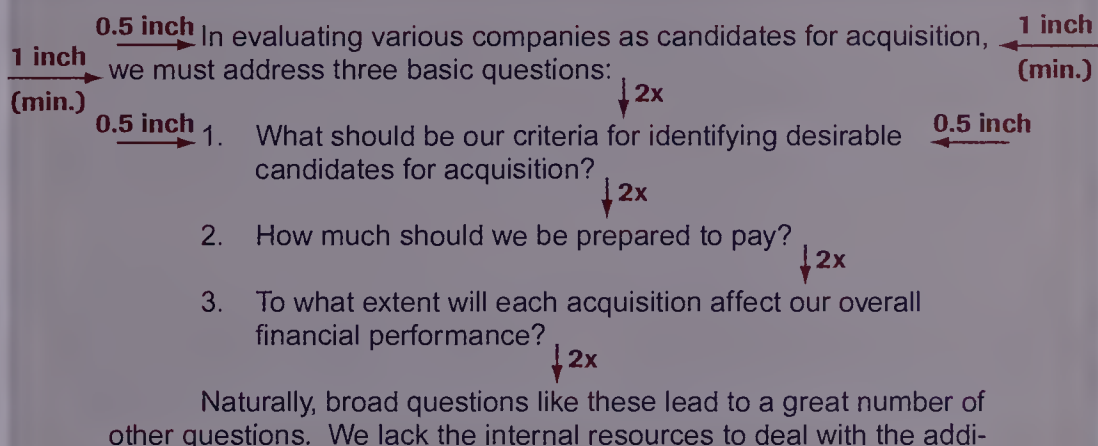 0.5 inch In evaluating various companies as candidates for acquisition, 1 inch
1 inch we must address three basic questions: (min.)
(min.) 2x
0.5 inch 1. What should be our criteria for identifying desirable 0.5 inch
candidates for acquisition?
2x
2. How much should we be prepared to pay?
2x
3. To what extent will each acquisition affect our overall
financial performance?
2x
Naturally, broad questions like these lead to a great number of
other questions. We lack the internal resources to deal with the addi-